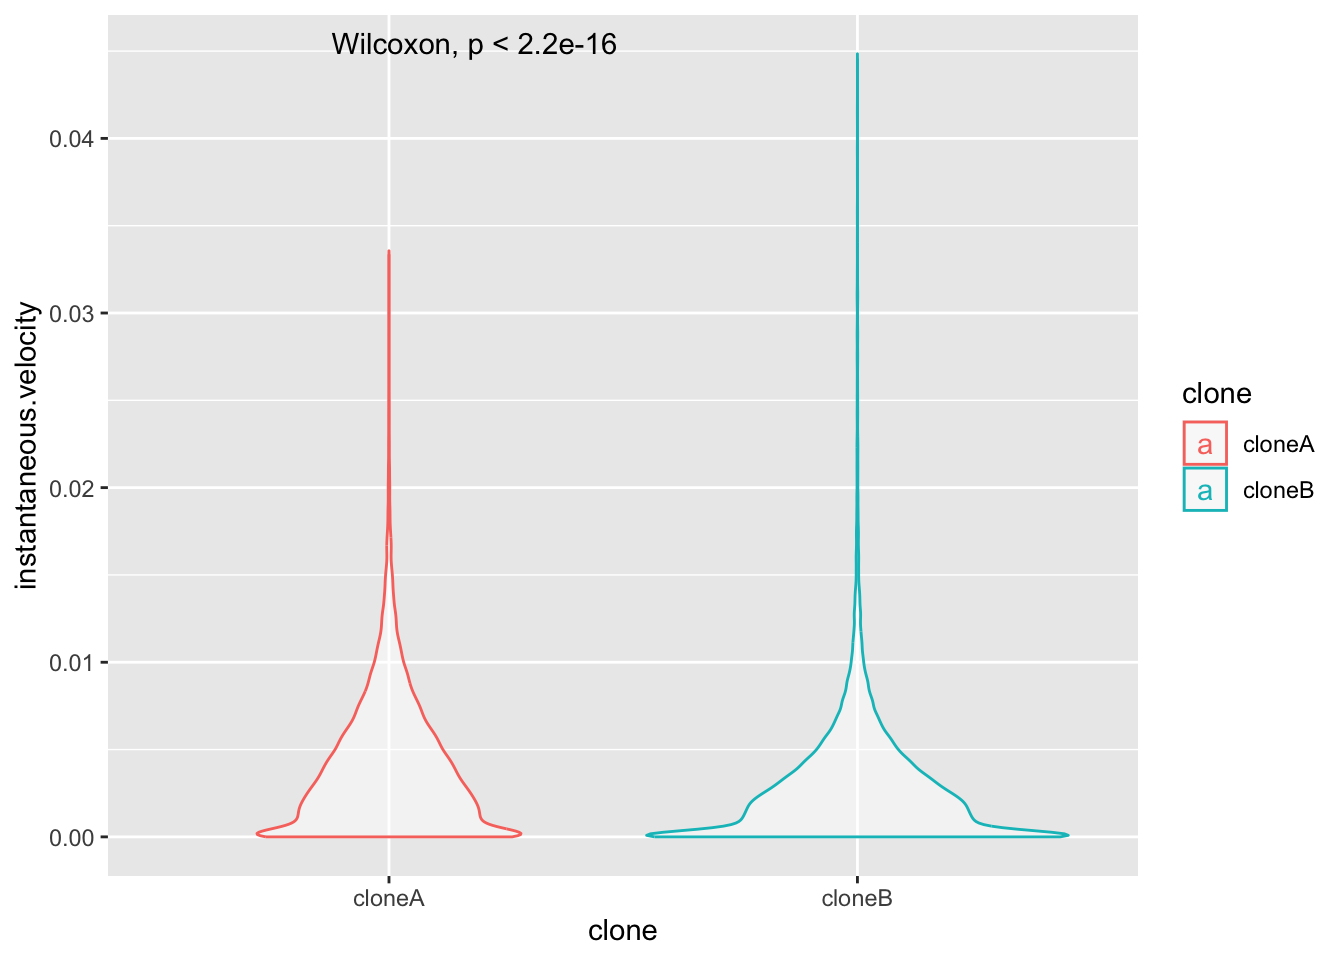 Wilcoxon, p < 2.2e-16
instantaneous.velocity
0.04
0.03
0.02
0.01
0.00
cloneA
cloneB
clone
clone
a cloneA
a cloneB